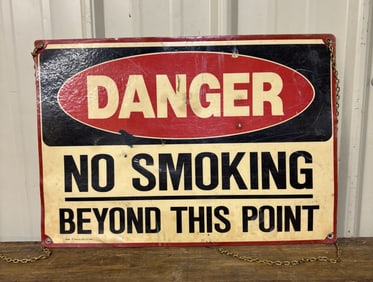 DANGER
NO SMOKING
BEYOND THIS POINT